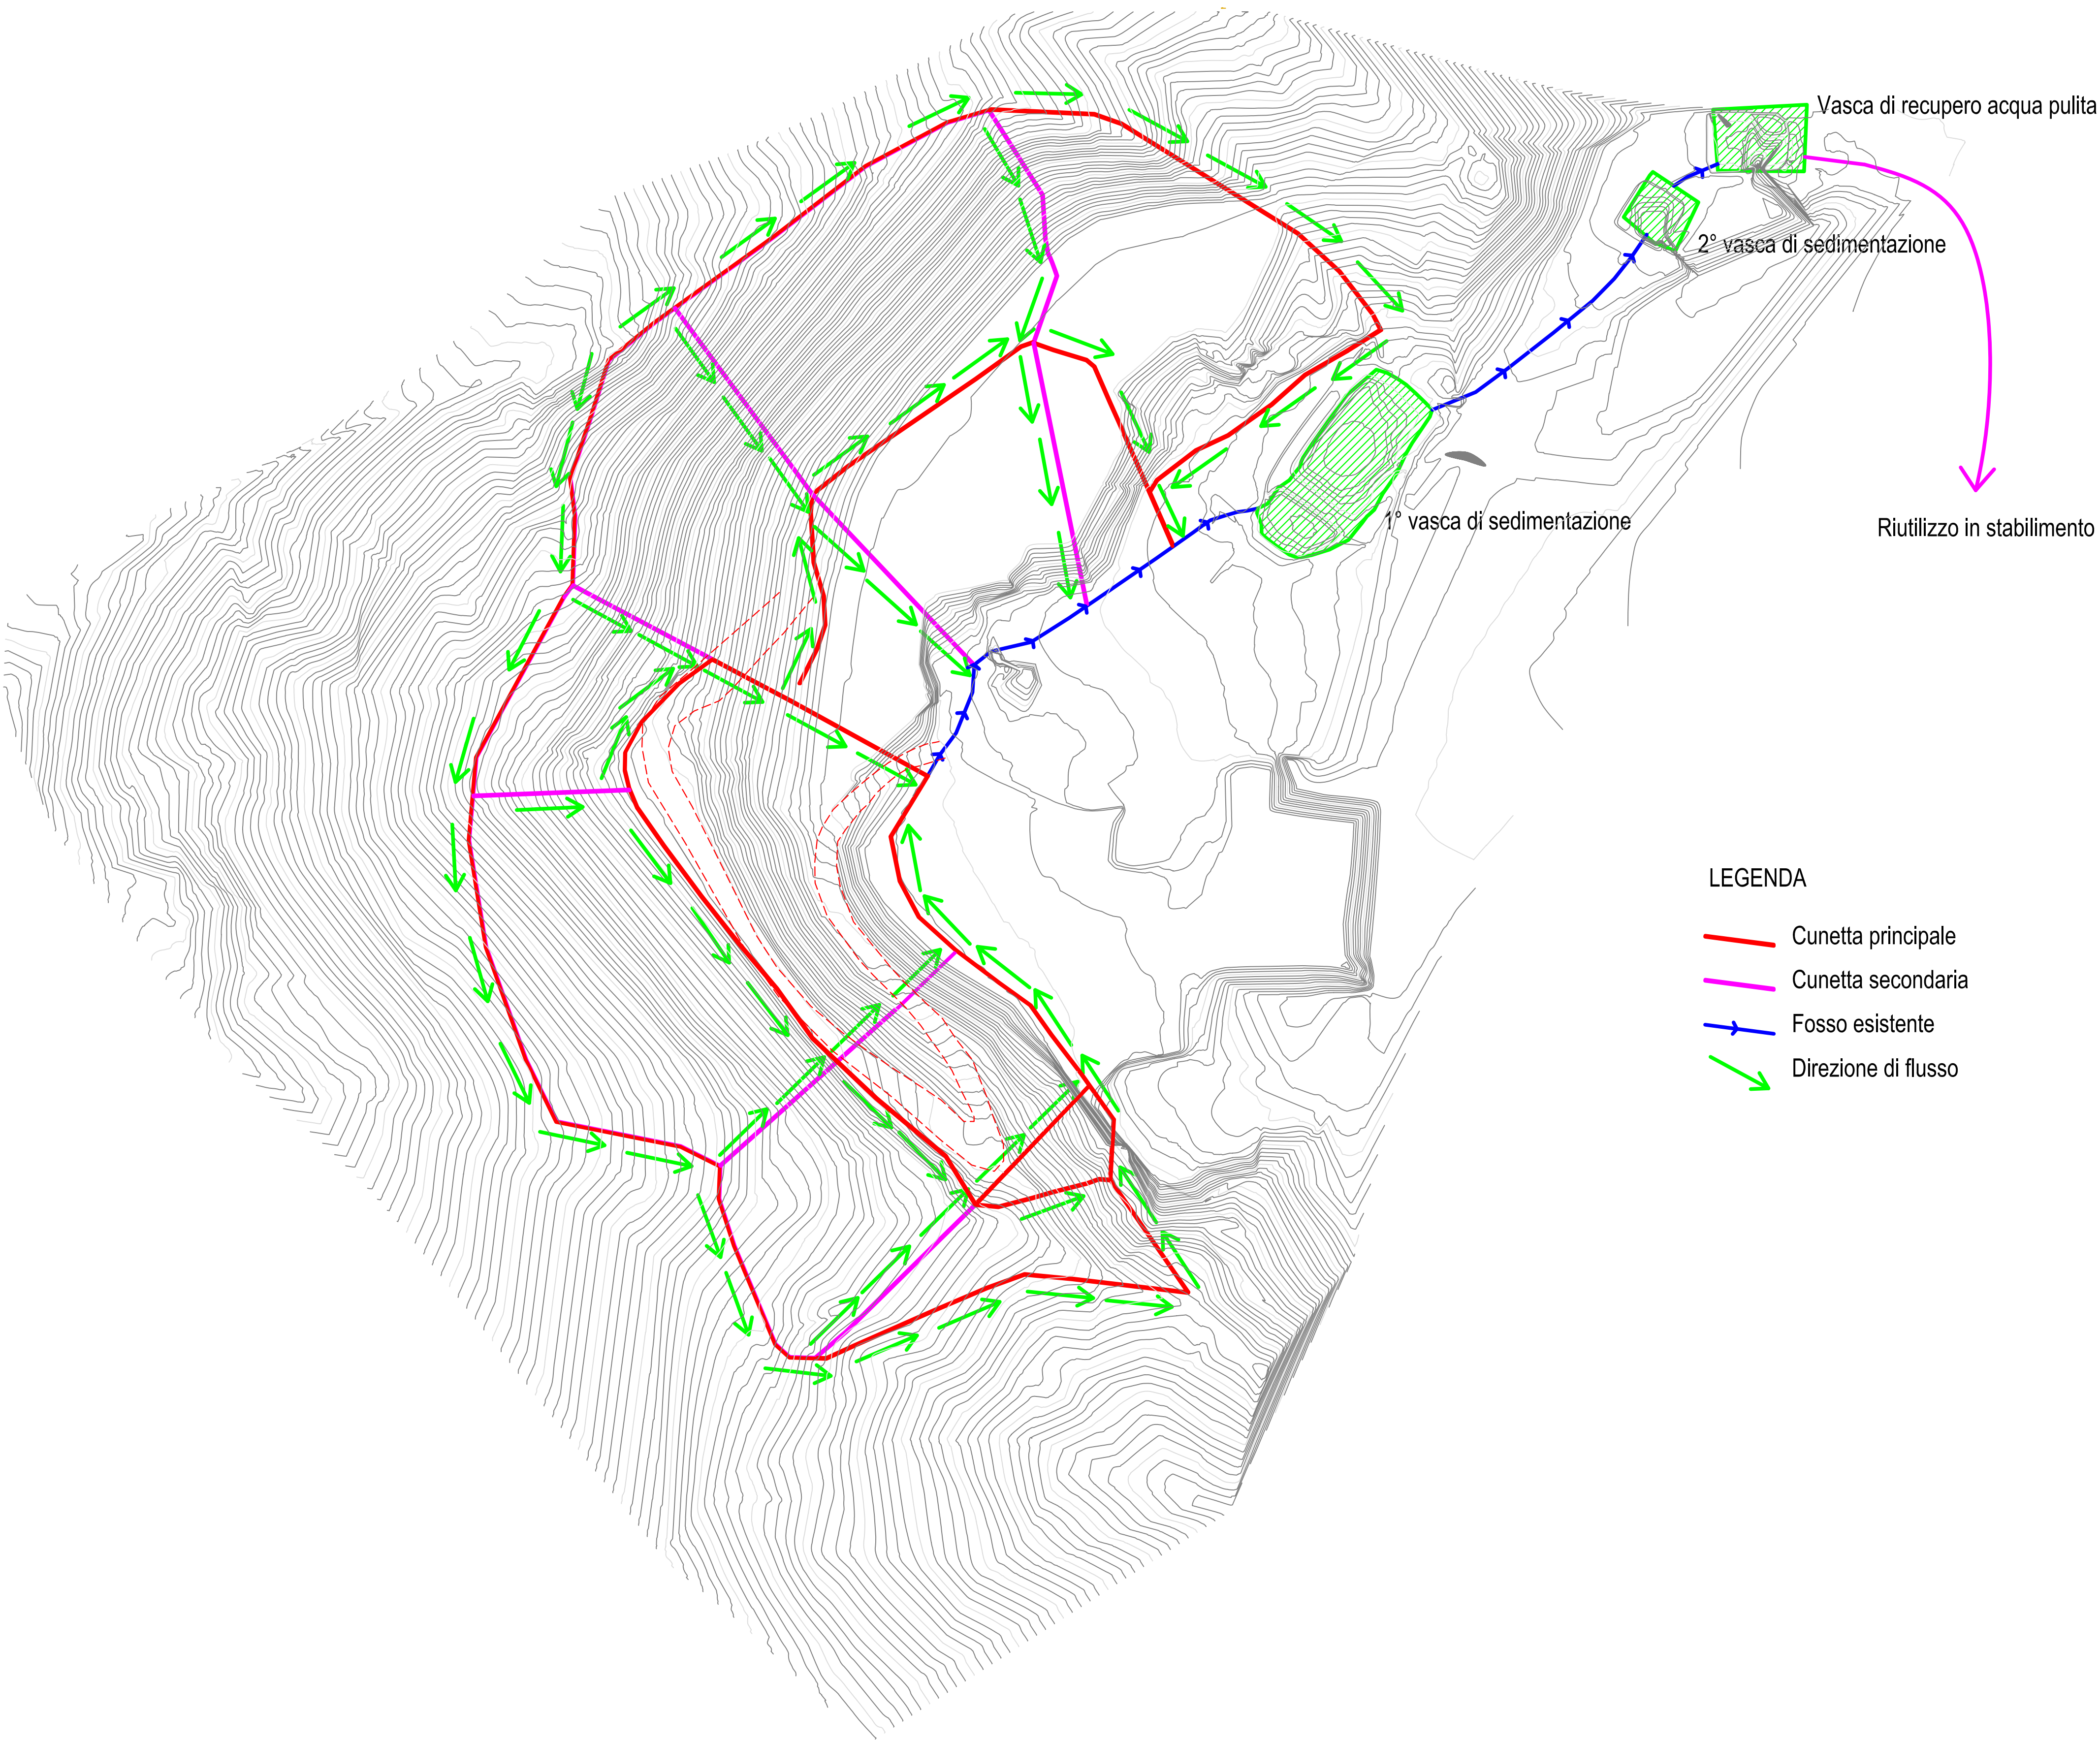 Vasca di recupero acqua pulita
2° vasca di sedimentazione
1° vasca di sedimentazione
Riutilizzo in stabilimento
LEGENDA
Cunetta principale
Cunetta secondaria
Fosso esistente
Direzione di flusso